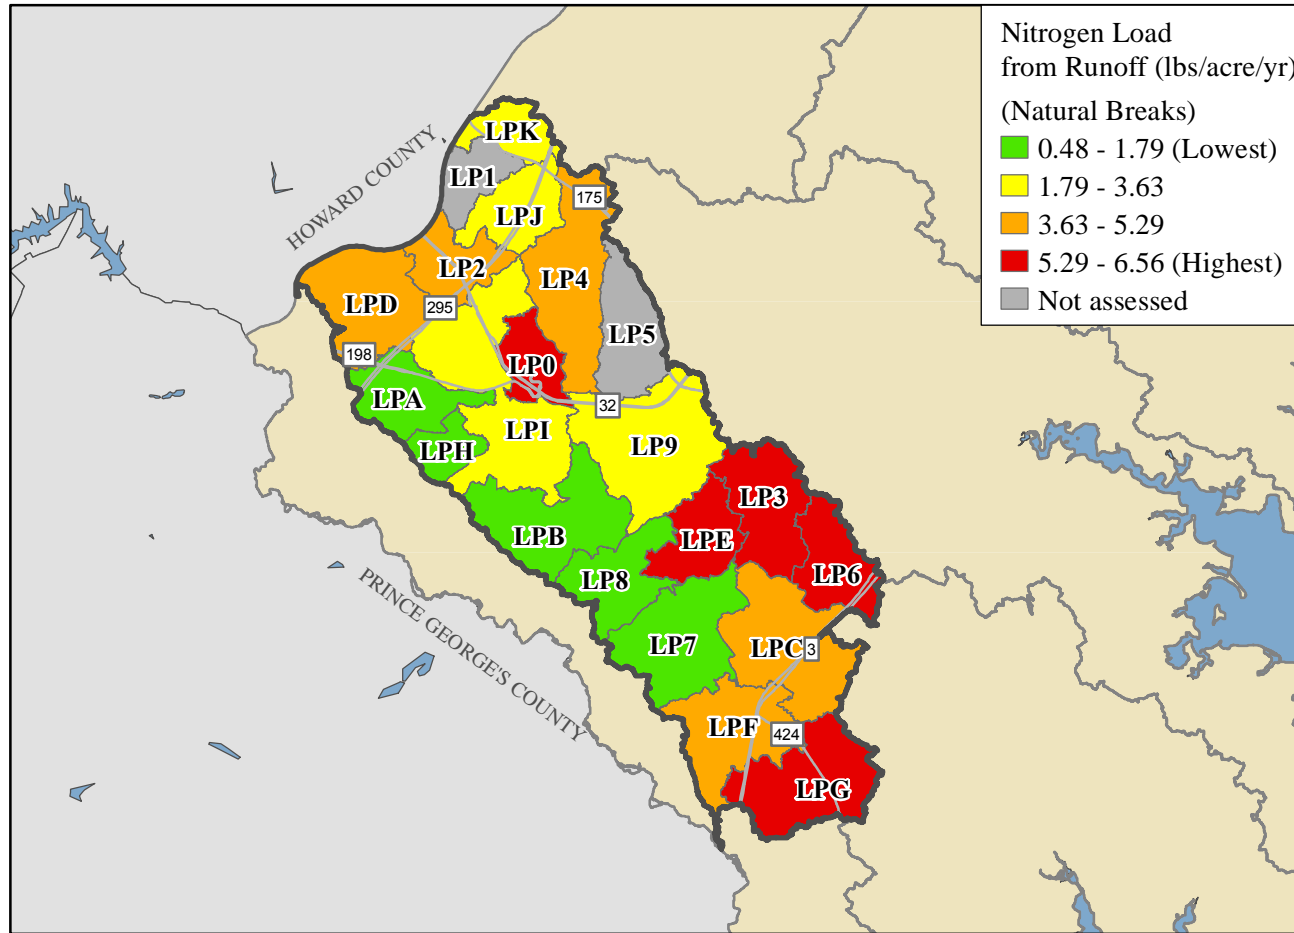 Nitrogen Load
from Runoff (lbs/acre/yr)
(Natural Breaks)
0.48 - 1.79 (Lowest)
1.79 - 3.63
3.63 - 5.29
5.29 - 6.56 (Highest)
Not assessed
HOWARD COUNTY
LPK
LP1
175
LPJ
LP2
LP4
LPD
295
LP5
198
LP0
LPA
32
LPI
LPH
LP9
LP3
LPB
LPE
LP8
LP6
PRINCE GEORGE'S COUNTY
LP7
LPC
3
LPF
424
LPG